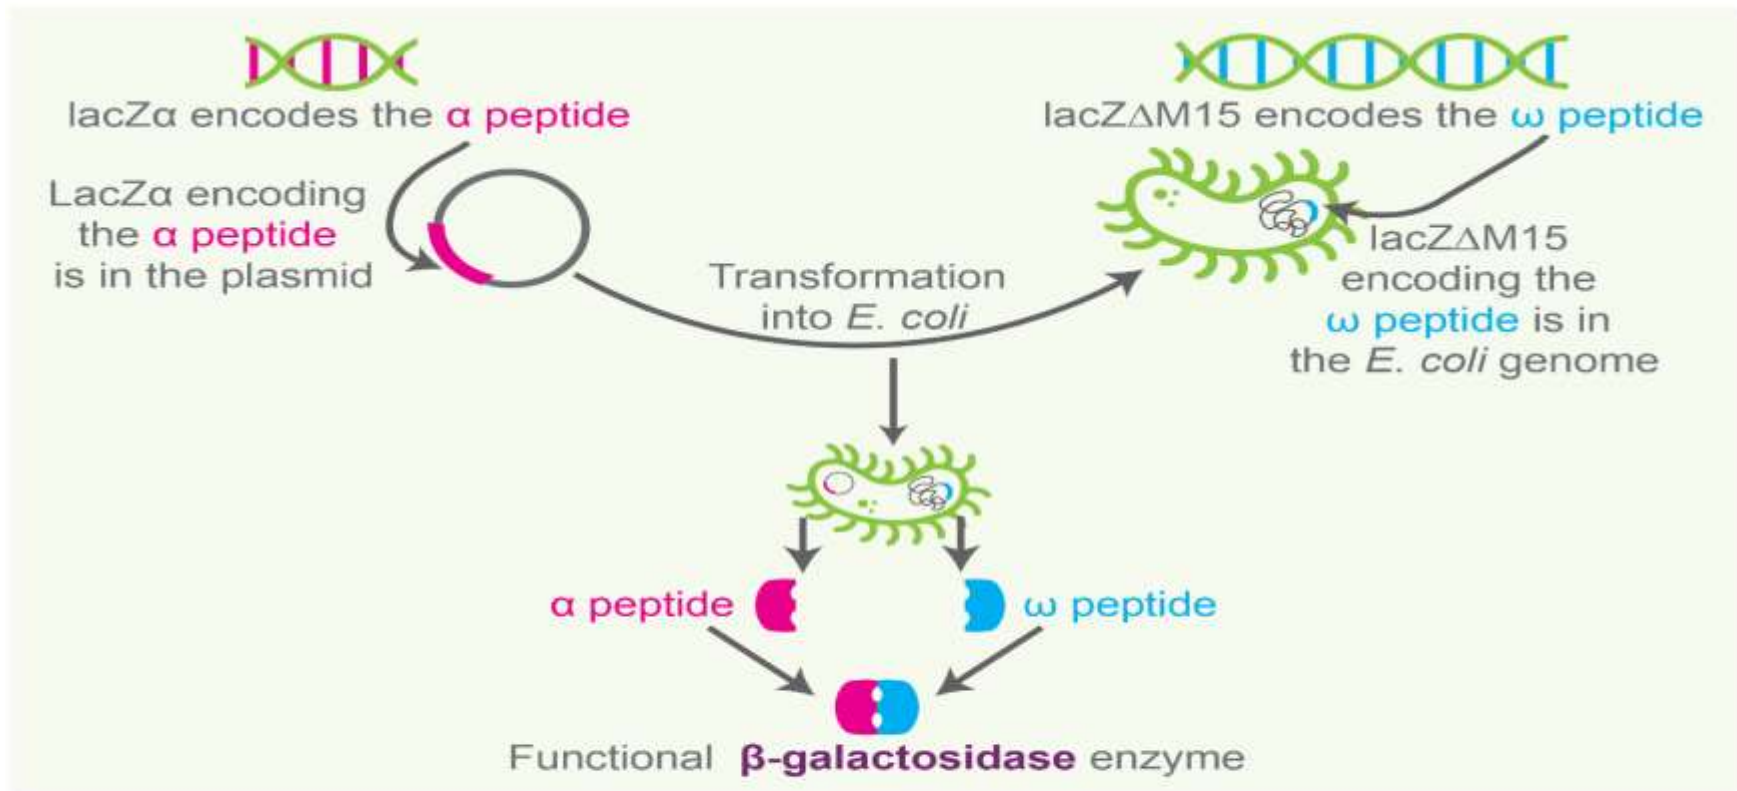 lacZα encodes the α peptide
lacZΔM15 encodes the ω peptide
LacZα encoding
the α peptide
is in the plasmid
Transformation
into E. coli
lacZΔM15
encoding the
ω peptide is in
the E. coli genome
α peptide
ω peptide
Functional β-galactosidase enzyme